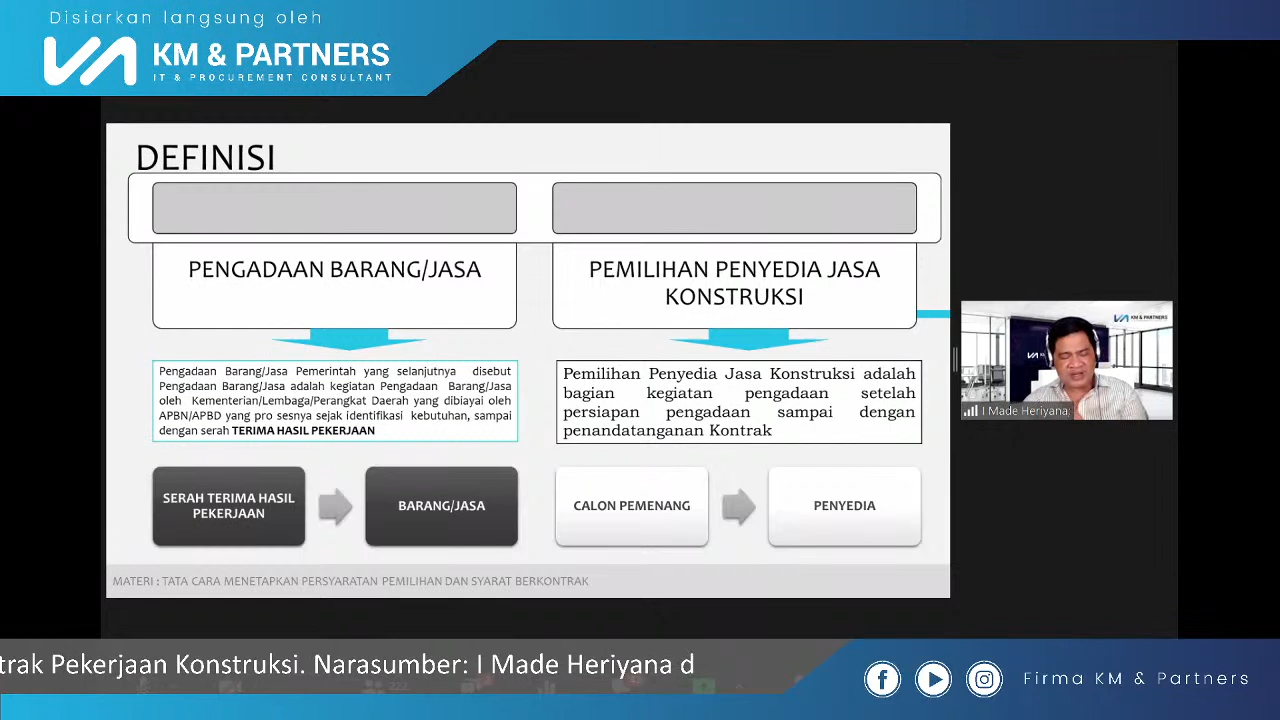 Disiarkan langsung oleh
KM & PARTNERS
IT & PROCUREMENT CONSULTANT
DEFINISI
PENGADAAN BARANG/JASA
Pengadaan Barang/Jasa Pemerintah yang selanjutnya disebut
Pengadaan Barang/Jasa adalah kegiatan Pengadaan Barang/Jasa
oleh Kementerian/Lembaga/Perangkat Daerah yang dibiayai oleh
APBN/APBD yang pro sesnya sejak identifikasi kebutuhan, sampai
dengan serah TERIMA HASIL PEKERJAAN
SERAH TERIMA HASIL
PEKERJAAN
BARANG/JASA
PEMILIHAN PENYEDIA JASA
KONSTRUKSI
Pemilihan Penyedia Jasa Konstruksi adalah
bagian kegiatan pengadaan setelah
persiapan pengadaan sampai dengan
penandatanganan Kontrak
CALON PEMENANG
PENYEDIA
MATERI : TATA CARA MENETAPKAN PERSYARATAN PEMILIHAN DAN SYARAT BERKONTRAK
KM & PARTNERS
I Made Heriyana:
trak Pekerjaan Konstruksi. Narasumber: I Made Heriyana d
222
Firma KM & Partners